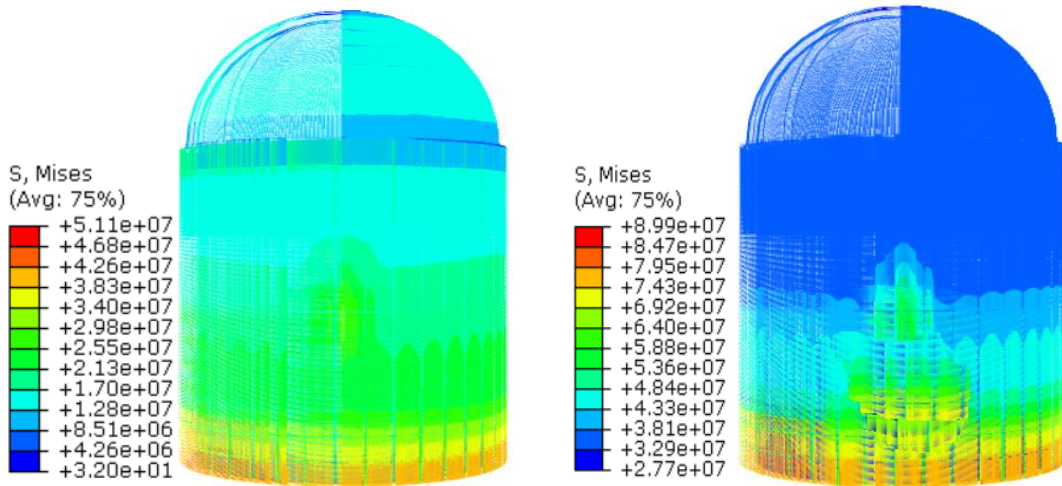 S, Mises
(Avg: 75%)
+5.11e+07
+4.68e+07
+4.26e+07
+3.83e+07
+3.40e+07
+2.98e+07
+2.55e+07
+2.13e+07
+1.70e+07
+1.28e+07
+8.51e+06
+4.26e+06
+3.20e+01
S, Mises
(Avg: 75%)
+8.99e+07
+8.47e+07
+7.95e+07
+7.43e+07
+6.92e+07
+6.40e+07
+5.88e+07
+5.36e+07
+4.84e+07
+4.33e+07
+3.81e+07
+3.29e+07
+2.77e+07